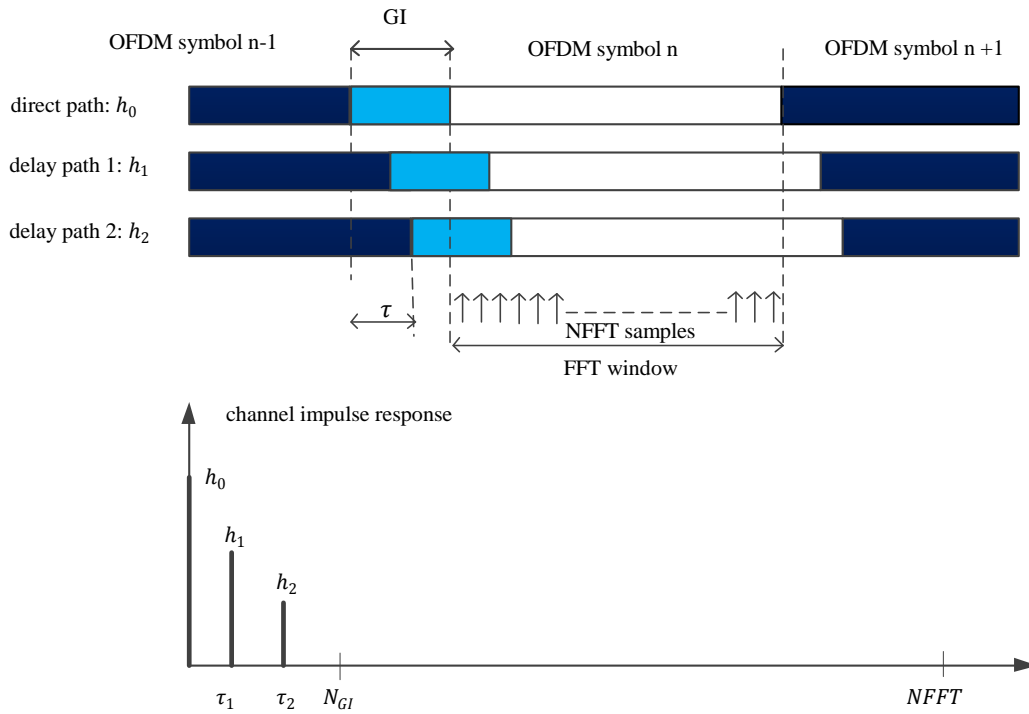 GI
OFDM symbol n-1
OFDM symbol n
OFDM symbol n +1
direct path: h₀
delay path 1: h₁
delay path 2: h₂
τ
NFFT samples
FFT window
channel impulse response
h₀
h₁
h₂
τ₁
τ₂
N_GI
NFFT